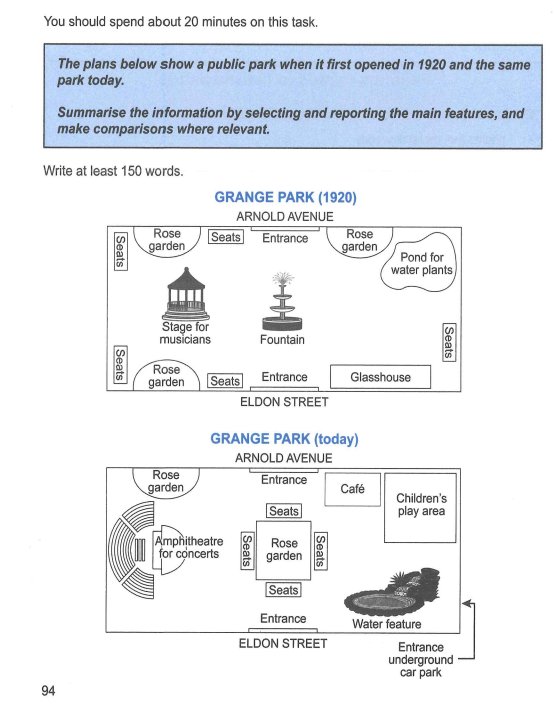 You should spend about 20 minutes on this task.
The plans below show a public park when it first opened in 1920 and the same
park today.
Summarise the information by selecting and reporting the main features, and
make comparisons where relevant.
Write at least 150 words.
GRANGE PARK (1920)
ARNOLD AVENUE
Seats
Rose
garden
Seats
Entrance
Rose
garden
Pond for
water plants
Stage for
musicians
Fountain
Seats
Seats
Rose
garden
Seats
Entrance
Glasshouse
ELDON STREET
GRANGE PARK (today)
ARNOLD AVENUE
Rose
garden
Entrance
Café
Children's
play area
Seats
Amphitheatre
for concerts
Seats
Rose
garden
Seats
Seats
Entrance
Water feature
ELDON STREET
Entrance
underground
car park
94